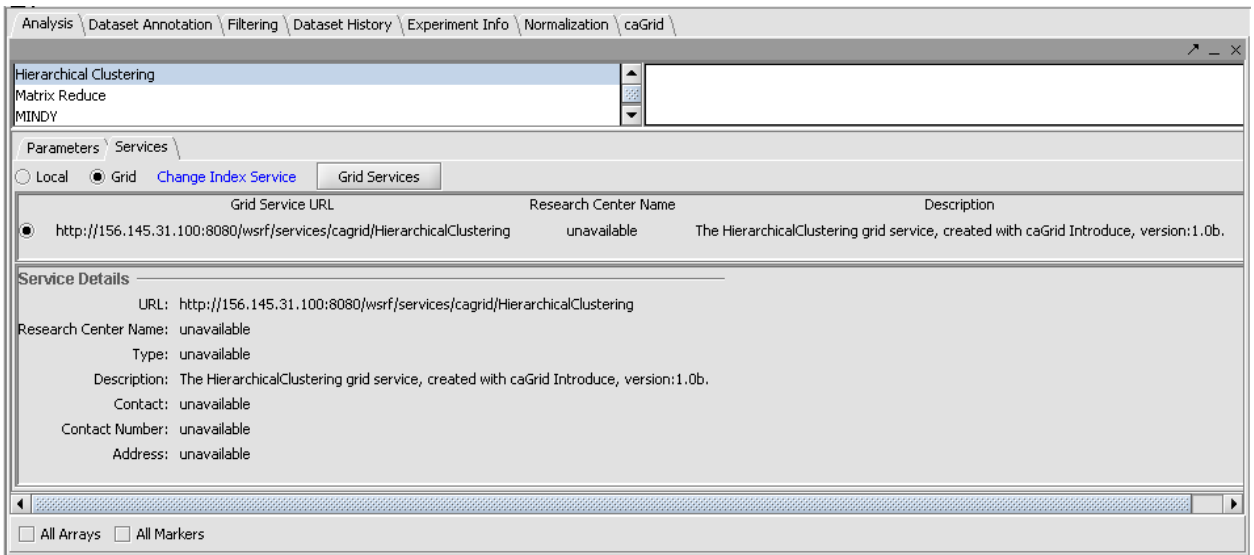 Analysis Dataset Annotation Filtering Dataset History Experiment Info Normalization caGrid
Hierarchical Clustering
Matrix Reduce
MINDY
Parameters Services
Local Grid Change Index Service Grid Services
Grid Service URL Research Center Name Description
http://156.145.31.100:8080/wsrf/services/cagrid/HierarchicalClustering unavailable The HierarchicalClustering grid service, created with caGrid Introduce, version:1.0b.
Service Details
URL: http://156.145.31.100:8080/wsrf/services/cagrid/HierarchicalClustering
Research Center Name: unavailable
Type: unavailable
Description: The HierarchicalClustering grid service, created with caGrid Introduce, version:1.0b.
Contact: unavailable
Contact Number: unavailable
Address: unavailable
All Arrays All Markers